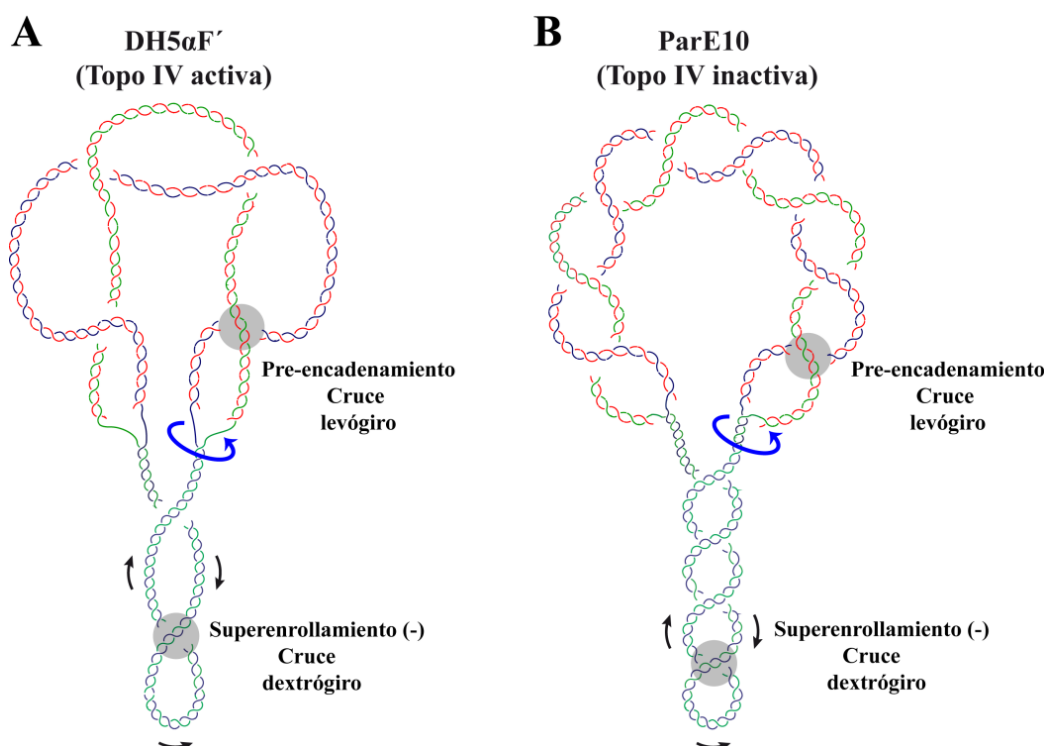 A
DH5αF´
(Topo IV activa)
Pre-encadenamiento
Cruce
levógiro
Superenrollamiento (-)
Cruce
dextrógiro
B
ParE10
(Topo IV inactiva)
Pre-encadenamiento
Cruce
levógiro
Superenrollamiento (-)
Cruce
dextrógiro